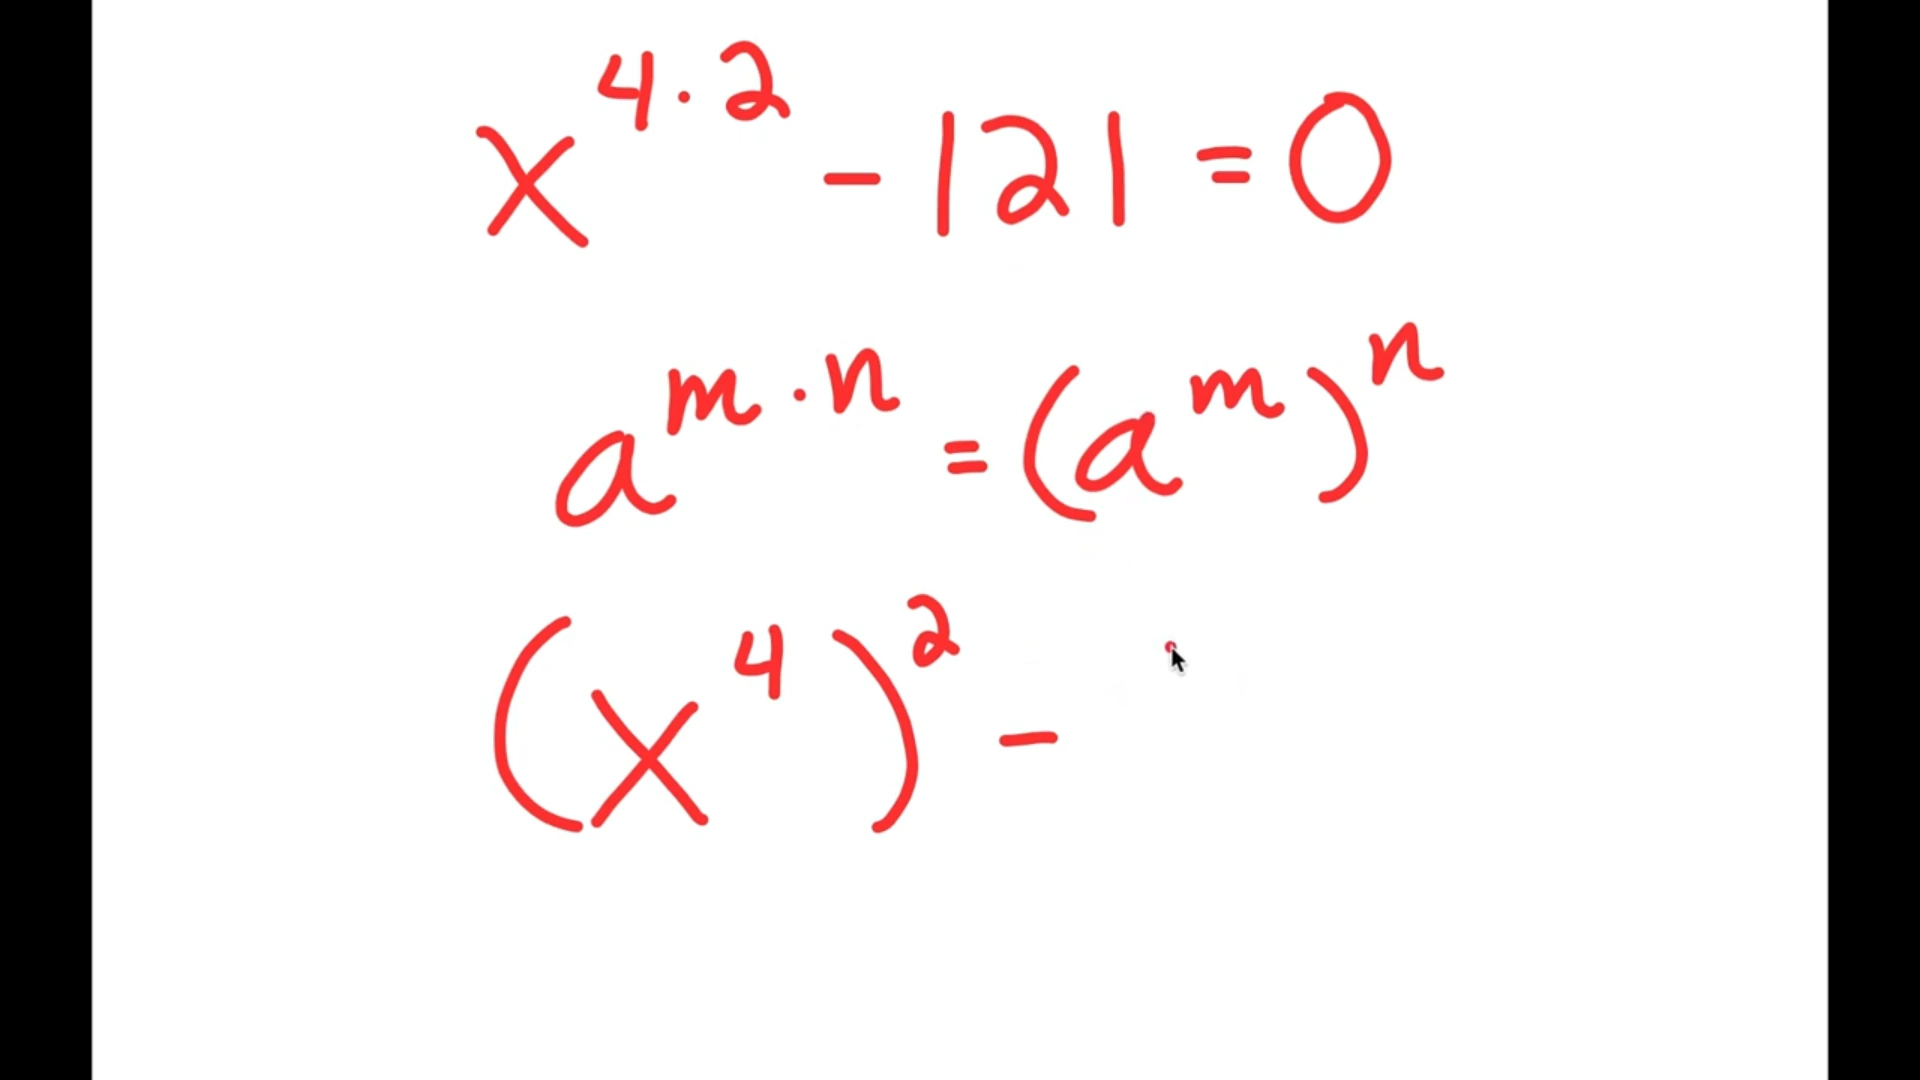 x^{4·2} - 121 = 0
a^{m·n} = (a^m)^n
(x^4)^2 -